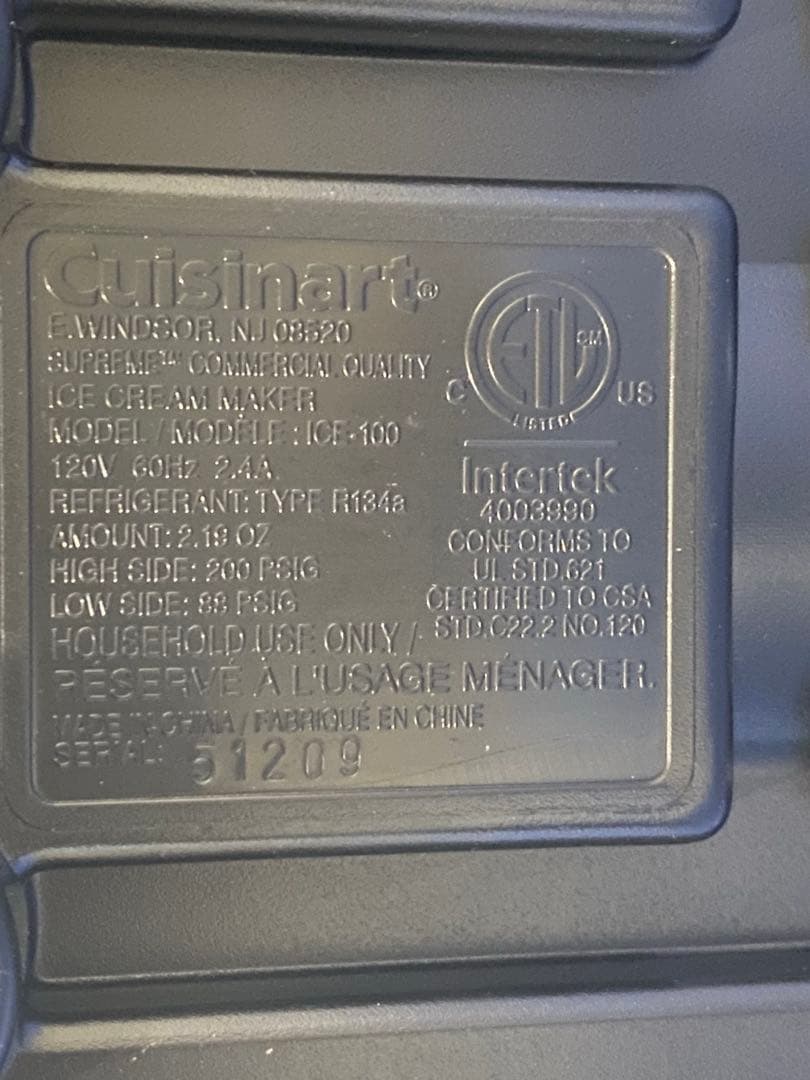 Cuisinart®
E.WINDSOR, NJ 08520
SUPREME™ COMMERCIAL QUALITY
ICE CREAM MAKER
MODEL / MODÈLE : ICE-100
120V 60Hz 2.4A
REFRIGERANT: TYPE R134a
AMOUNT: 2.19 OZ
HIGH SIDE: 200 PSIG
LOW SIDE: 88 PSIG
HOUSEHOLD USE ONLY /
RÉSERVÉ À L'USAGE MÉNAGER.
MADE IN CHINA / FABRIQUÉ EN CHINE
SERIAL: 51209
ETL CM
C US
LISTED
Intertek
4003990
CONFORMS TO
UL STD.621
CERTIFIED TO CSA
STD.C22.2 NO.120